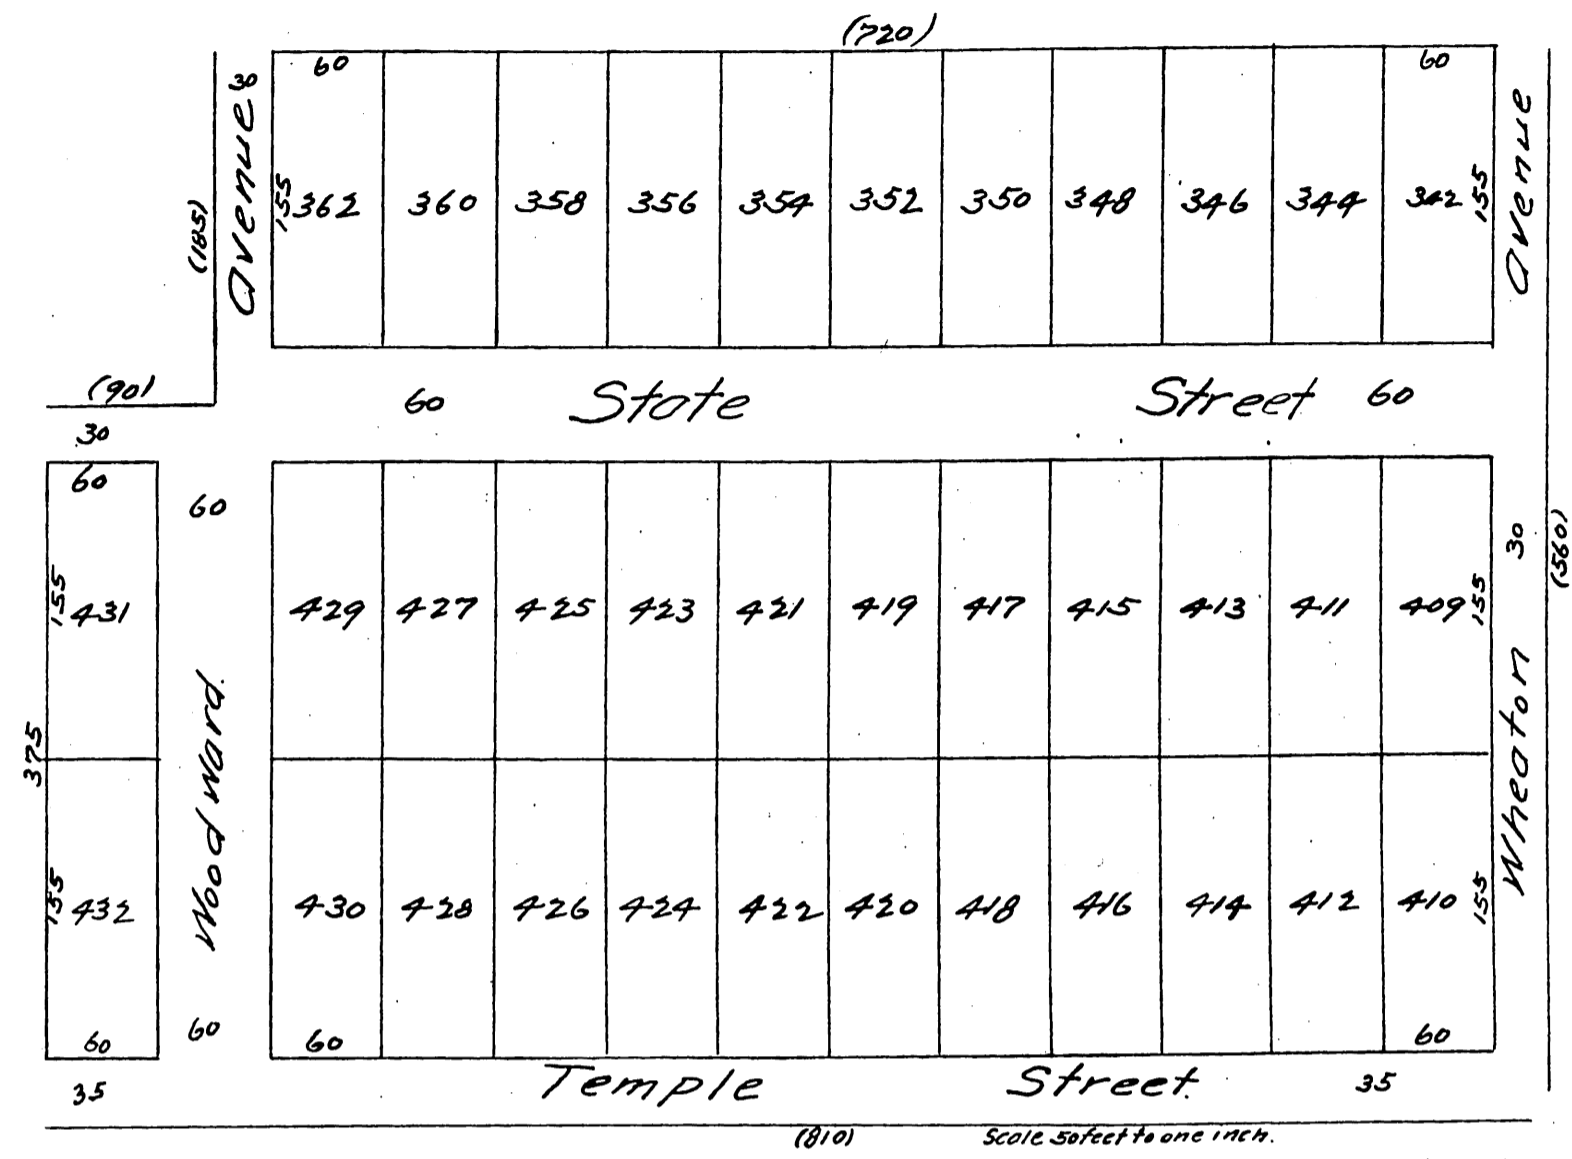 (720)
60 60
30
Avenue Avenue
155 362 360 358 356 354 352 350 348 346 344 342 155
(185)
(90)
60 State Street 60
30
60
60
30
(560)
155 431 429 427 425 423 421 419 417 415 413 411 409 155
375
Wood Ward.
Wheaton
155 432 430 428 426 424 422 420 418 416 414 412 410 155
60 60 60 60
35 Temple Street. 35
(810) Scale 50 feet to one inch.